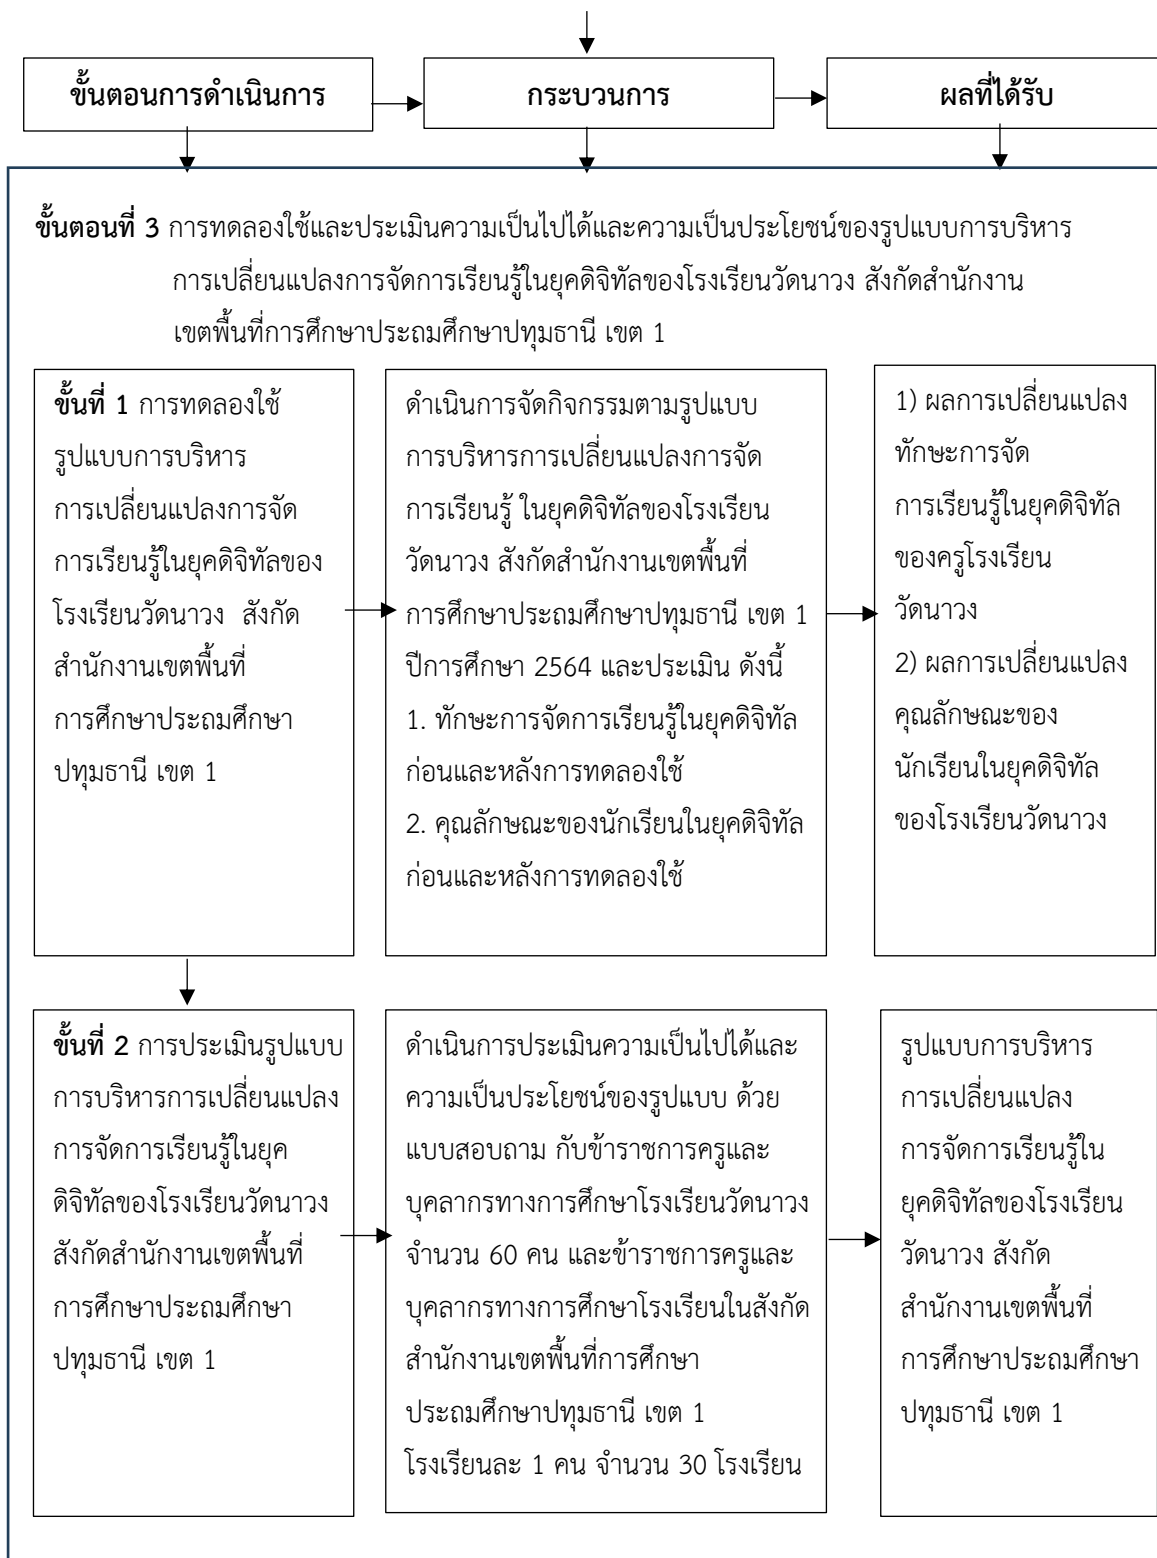 ขั้นตอนการดำเนินการ
กระบวนการ
ผลที่ได้รับ
ขั้นตอนที่ 3 การทดลองใช้และประเมินความเป็นไปได้และความเป็นประโยชน์ของรูปแบบการบริหาร
การเปลี่ยนแปลงการจัดการเรียนรู้ในยุคดิจิทัลของโรงเรียนวัดนาวง สังกัดสำนักงาน
เขตพื้นที่การศึกษาประถมศึกษาปทุมธานี เขต 1
ขั้นที่ 1 การทดลองใช้
รูปแบบการบริหาร
การเปลี่ยนแปลงการจัด
การเรียนรู้ในยุคดิจิทัลของ
โรงเรียนวัดนาวง สังกัด
สำนักงานเขตพื้นที่
การศึกษาประถมศึกษา
ปทุมธานี เขต 1
ดำเนินการจัดกิจกรรมตามรูปแบบ
การบริหารการเปลี่ยนแปลงการจัด
การเรียนรู้ ในยุคดิจิทัลของโรงเรียน
วัดนาวง สังกัดสำนักงานเขตพื้นที่
การศึกษาประถมศึกษาปทุมธานี เขต 1
ปีการศึกษา 2564 และประเมิน ดังนี้
1. ทักษะการจัดการเรียนรู้ในยุคดิจิทัล
ก่อนและหลังการทดลองใช้
2. คุณลักษณะของนักเรียนในยุคดิจิทัล
ก่อนและหลังการทดลองใช้
1) ผลการเปลี่ยนแปลง
ทักษะการจัด
การเรียนรู้ในยุคดิจิทัล
ของครูโรงเรียน
วัดนาวง
2) ผลการเปลี่ยนแปลง
คุณลักษณะของ
นักเรียนในยุคดิจิทัล
ของโรงเรียนวัดนาวง
ขั้นที่ 2 การประเมินรูปแบบ
การบริหารการเปลี่ยนแปลง
การจัดการเรียนรู้ในยุค
ดิจิทัลของโรงเรียนวัดนาวง
สังกัดสำนักงานเขตพื้นที่
การศึกษาประถมศึกษา
ปทุมธานี เขต 1
ดำเนินการประเมินความเป็นไปได้และ
ความเป็นประโยชน์ของรูปแบบ ด้วย
แบบสอบถาม กับข้าราชการครูและ
บุคลากรทางการศึกษาโรงเรียนวัดนาวง
จำนวน 60 คน และข้าราชการครูและ
บุคลากรทางการศึกษาโรงเรียนในสังกัด
สำนักงานเขตพื้นที่การศึกษา
ประถมศึกษาปทุมธานี เขต 1
โรงเรียนละ 1 คน จำนวน 30 โรงเรียน
รูปแบบการบริหาร
การเปลี่ยนแปลง
การจัดการเรียนรู้ใน
ยุคดิจิทัลของโรงเรียน
วัดนาวง สังกัด
สำนักงานเขตพื้นที่
การศึกษาประถมศึกษา
ปทุมธานี เขต 1